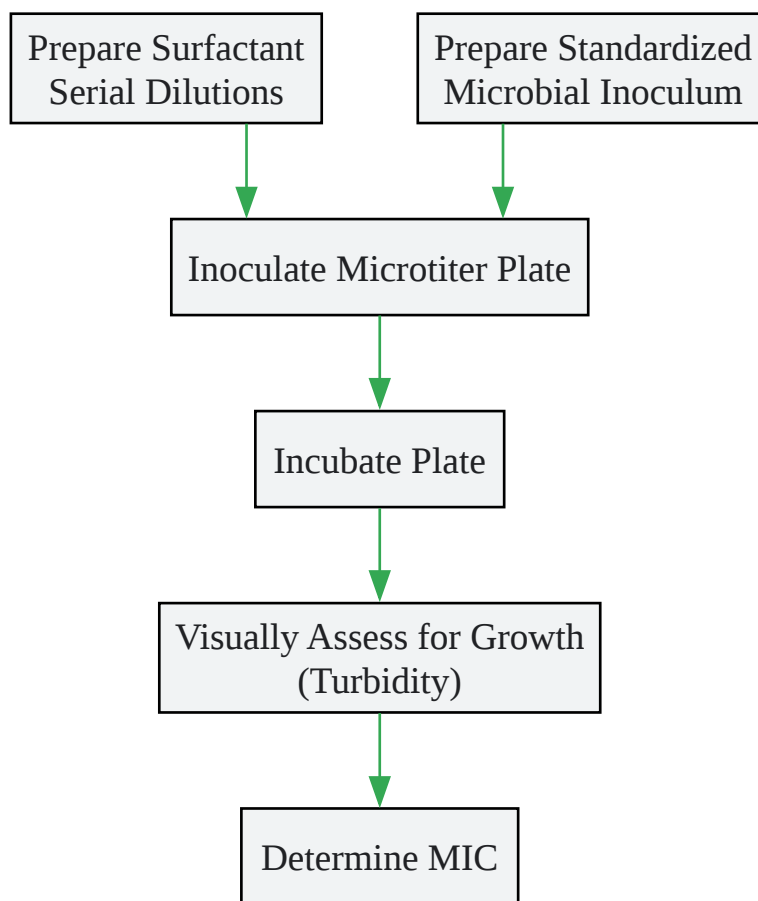 Prepare Surfactant
Serial Dilutions
Prepare Standardized
Microbial Inoculum
Inoculate Microtiter Plate
Incubate Plate
Visually Assess for Growth
(Turbidity)
Determine MIC